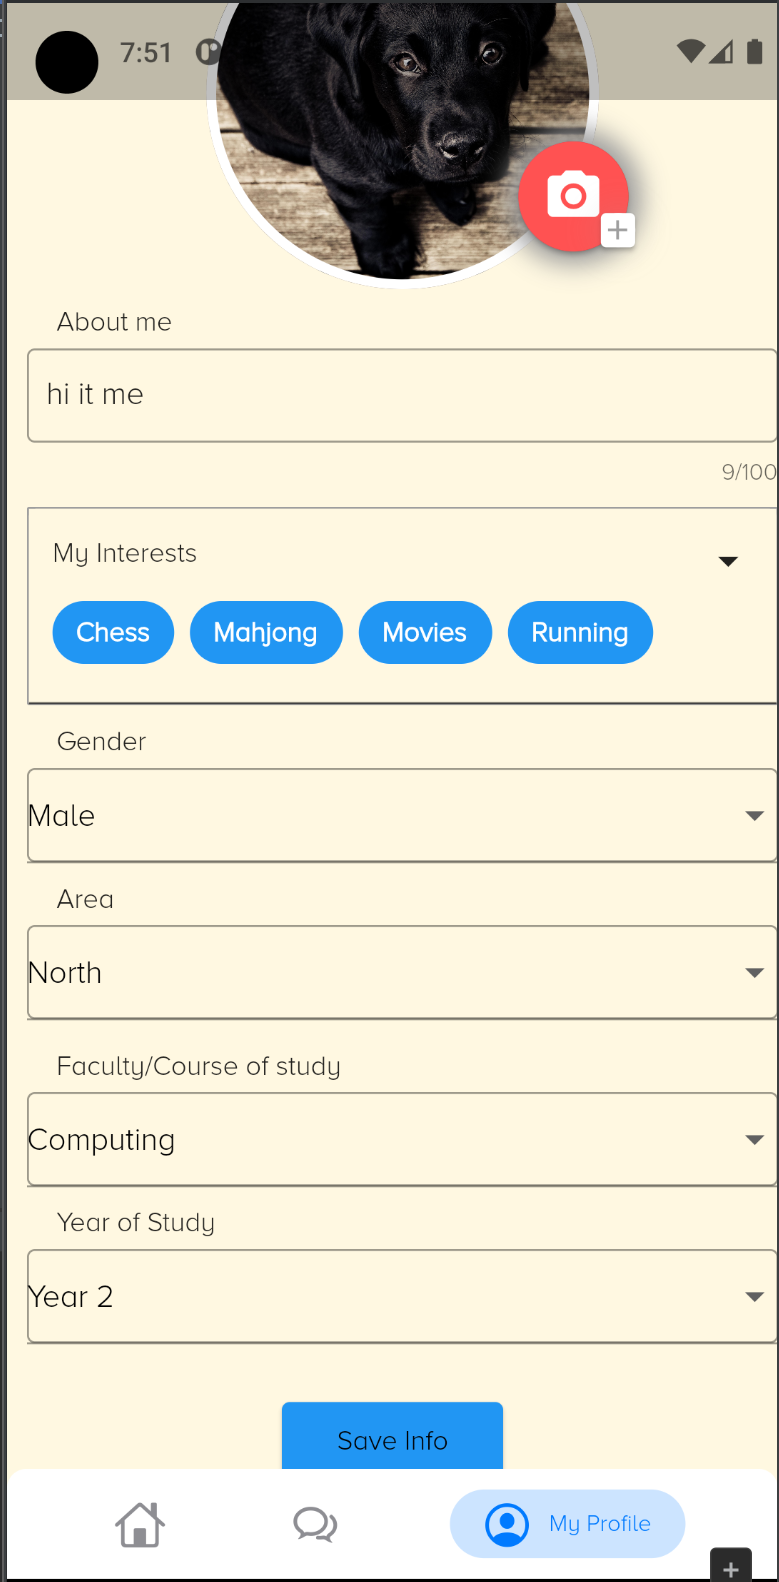 7:51
About me
hi it me
9/100
My Interests
Chess Mahjong Movies Running
Gender
Male
Area
North
Faculty/Course of study
Computing
Year of Study
Year 2
Save Info
My Profile